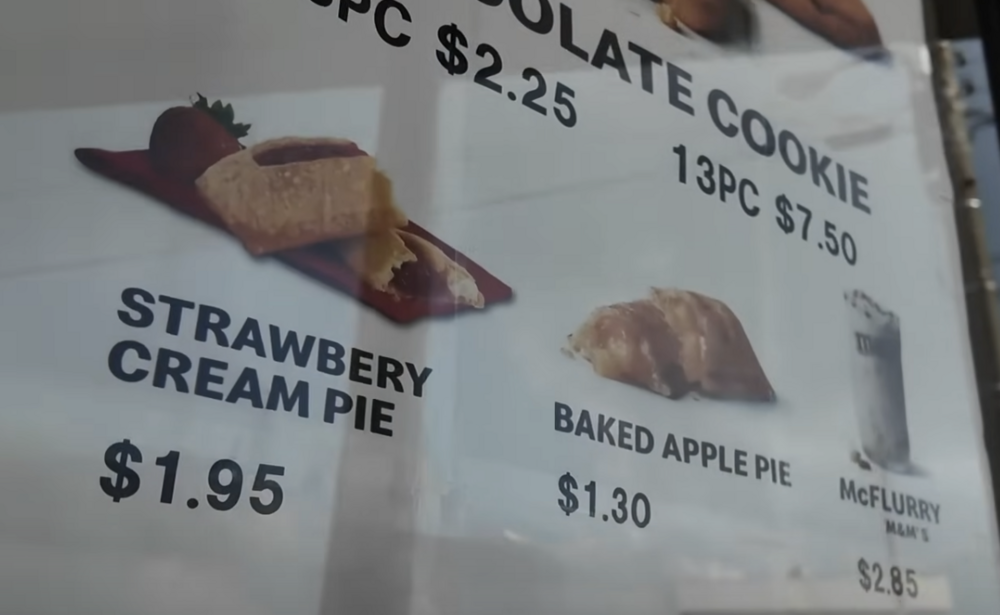 OLATE COOKIE
PC $2.25
13PC $7.50
STRAWBERY
CREAM PIE
$1.95
BAKED APPLE PIE
$1.30
McFLURRY
M&M'S
$2.85